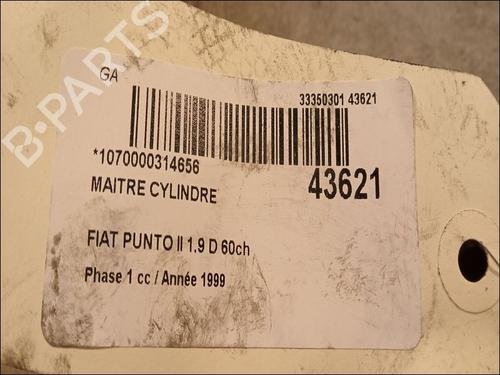 B-PARTS
GA
33350301 43621
*1070000314656
MAITRE CYLINDRE
43621
FIAT PUNTO II 1.9 D 60ch
Phase 1 cc / Année 1999